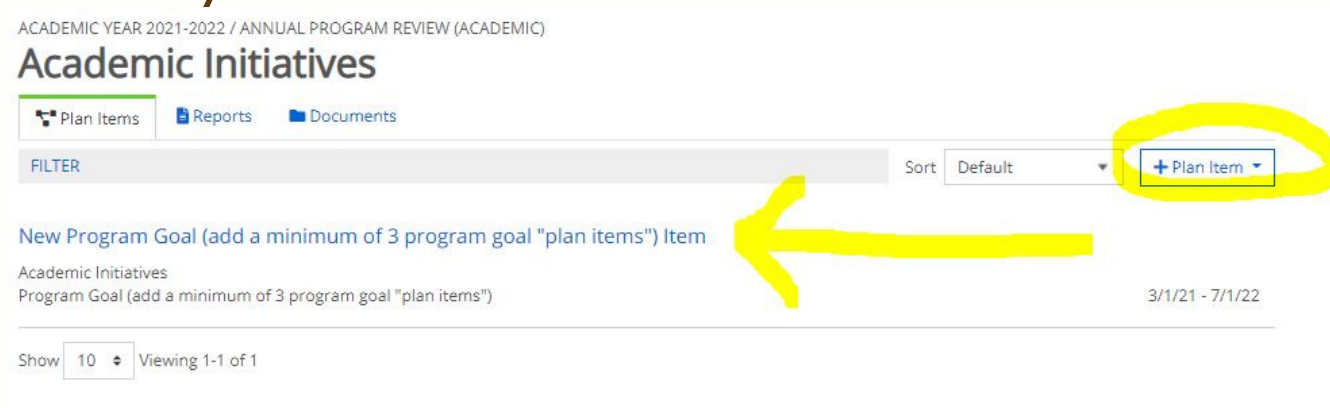 ACADEMIC YEAR 2021-2022 / ANNUAL PROGRAM REVIEW (ACADEMIC)
Academic Initiatives
Plan Items Reports Documents
FILTER Sort Default + Plan Item
New Program Goal (add a minimum of 3 program goal "plan items") Item
Academic Initiatives
Program Goal (add a minimum of 3 program goal "plan items") 3/1/21 - 7/1/22
Show 10 Viewing 1-1 of 1